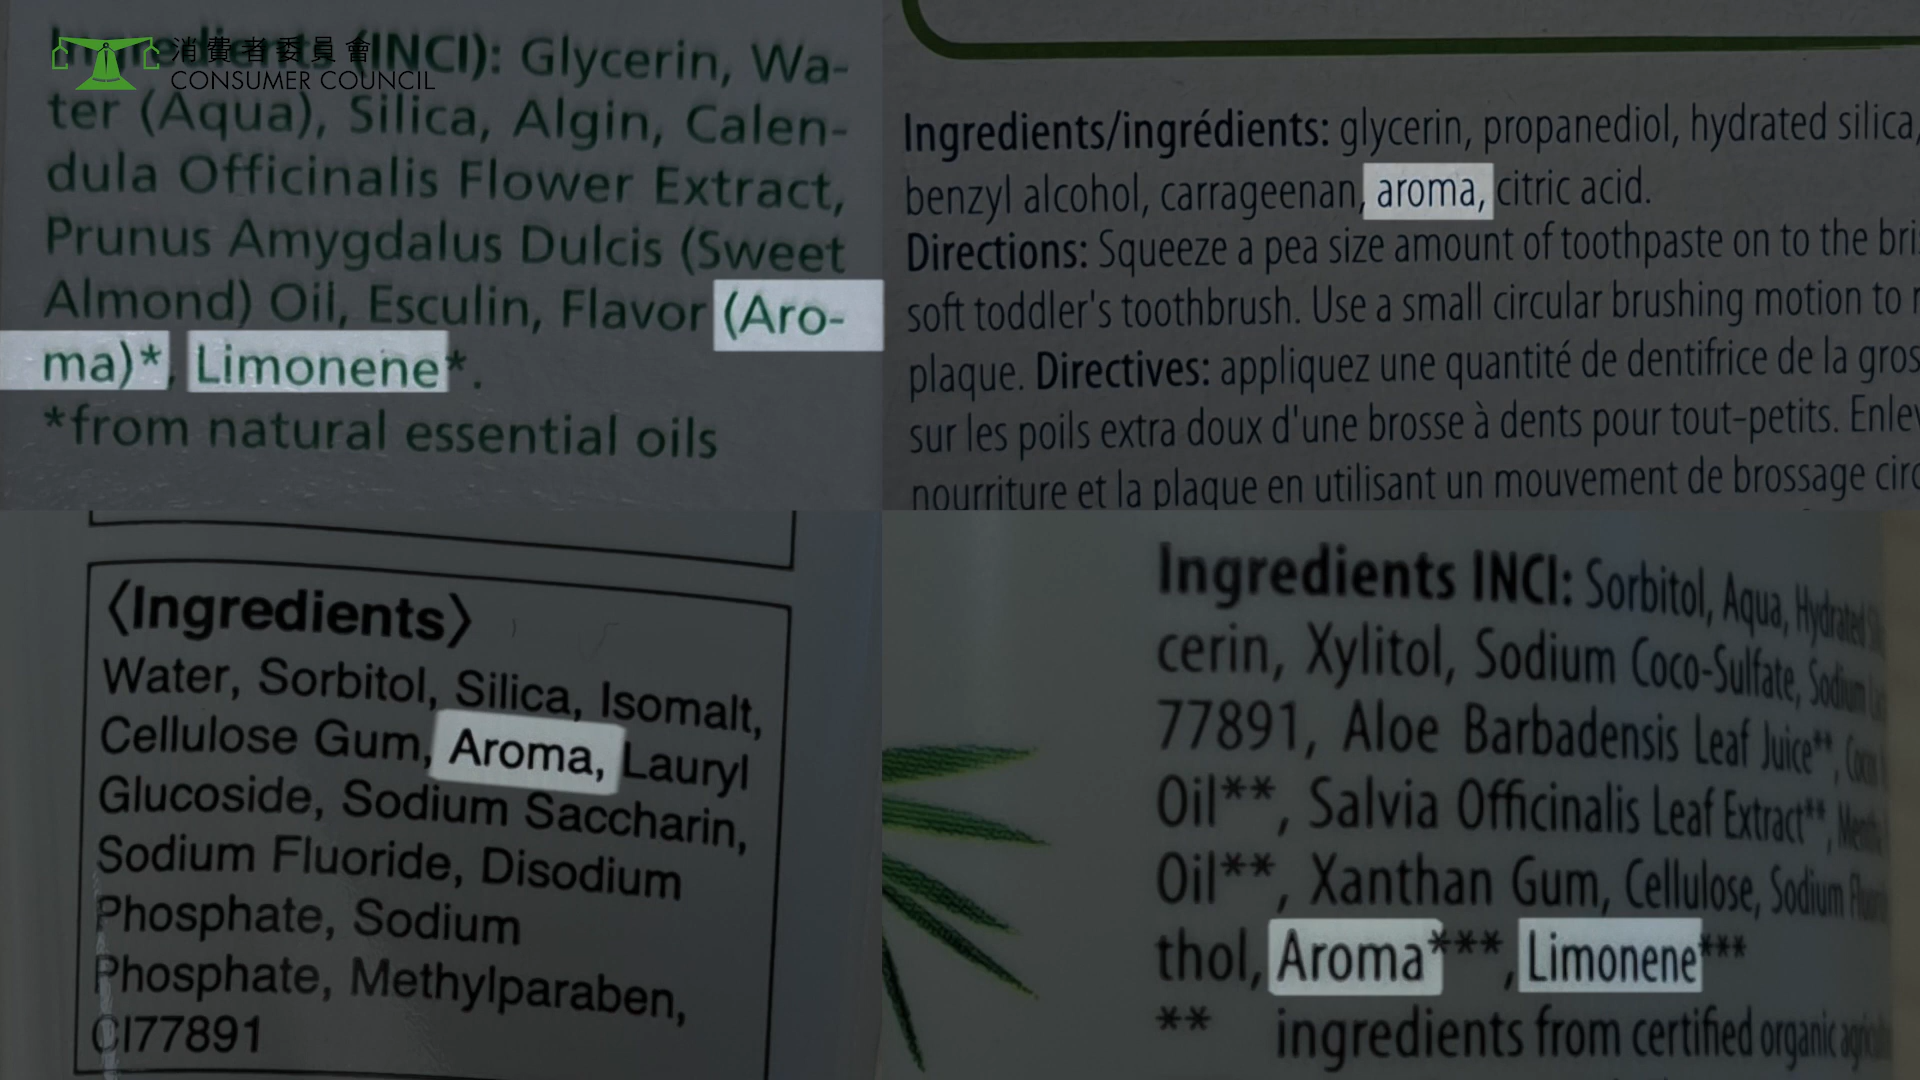 消費者委員會
CONSUMER COUNCIL
Ingredients (INCI): Glycerin, Wa-
ter (Aqua), Silica, Algin, Calen-
dula Officinalis Flower Extract,
Prunus Amygdalus Dulcis (Sweet
Almond) Oil, Esculin, Flavor (Aro-
ma)*, Limonene*.
*from natural essential oils
Ingredients/ingrédients: glycerin, propanediol, hydrated silica,
benzyl alcohol, carrageenan, aroma, citric acid.
Directions: Squeeze a pea size amount of toothpaste on to the
soft toddler's toothbrush. Use a small circular brushing motion to
plaque. Directives: appliquez une quantité de dentifrice de la
sur les poils extra doux d'une brosse à dents pour tout-petits.
nourriture et la plaque en utilisant un mouvement de brossage
〈Ingredients〉
Water, Sorbitol, Silica, Isomalt,
Cellulose Gum, Aroma, Lauryl
Glucoside, Sodium Saccharin,
Sodium Fluoride, Disodium
Phosphate, Sodium
Phosphate, Methylparaben,
CI77891
Ingredients INCI: Sorbitol, Aqua, Hydrated
cerin, Xylitol, Sodium Coco-Sulfate, Sodium
77891, Aloe Barbadensis Leaf Juice**,
Oil**, Salvia Officinalis Leaf Extract**,
Oil**, Xanthan Gum, Cellulose, Sodium
thol, Aroma***, Limonene***
** ingredients from certified organic